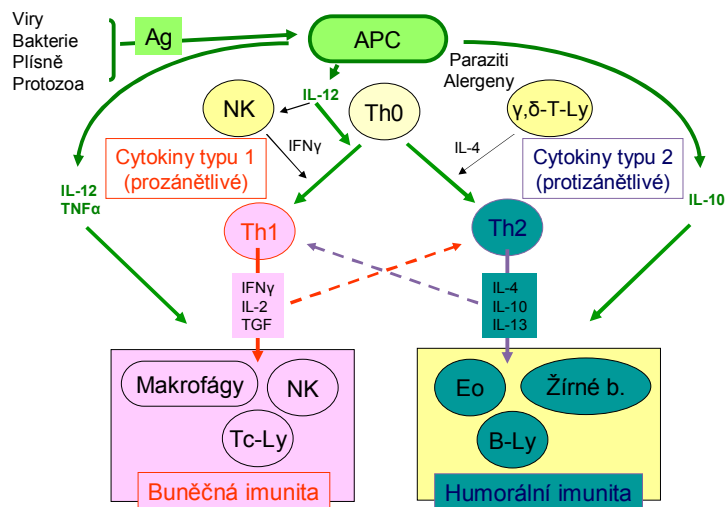 Viry
Bakterie
Plísně
Protozoa
Ag
APC
Paraziti
Alergeny
NK
IL-12
Th0
γ,δ-T-Ly
IFNγ
IL-4
Cytokiny typu 1
(prozánětlivé)
Cytokiny typu 2
(protizánětlivé)
IL-12
TNFα
IL-10
Th1
Th2
IFNγ
IL-2
TGF
IL-4
IL-10
IL-13
Makrofágy
NK
Tc-Ly
Eo
Žírné b.
B-Ly
Buněčná imunita
Humorální imunita